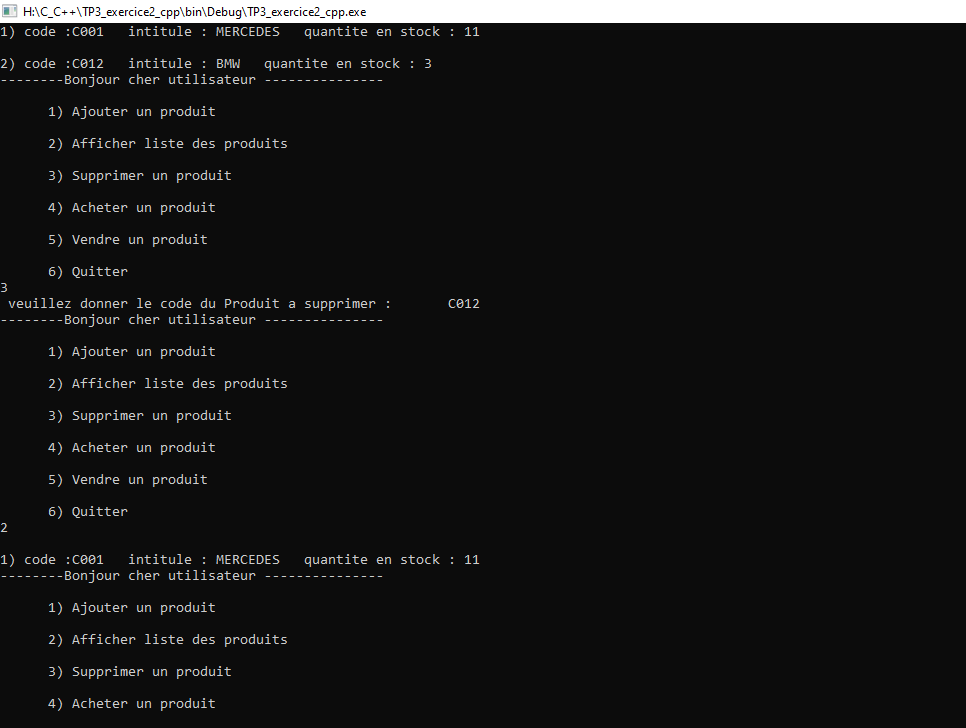 H:\C_C++\TP3_exercice2_cpp\bin\Debug\TP3_exercice2_cpp.exe
1) code :C001   intitule : MERCEDES   quantite en stock : 11
2) code :C012   intitule : BMW   quantite en stock : 3
--------Bonjour cher utilisateur ---------------
1) Ajouter un produit
2) Afficher liste des produits
3) Supprimer un produit
4) Acheter un produit
5) Vendre un produit
6) Quitter
3
veuillez donner le code du Produit a supprimer :       C012
--------Bonjour cher utilisateur ---------------
1) Ajouter un produit
2) Afficher liste des produits
3) Supprimer un produit
4) Acheter un produit
5) Vendre un produit
6) Quitter
2
1) code :C001   intitule : MERCEDES   quantite en stock : 11
--------Bonjour cher utilisateur ---------------
1) Ajouter un produit
2) Afficher liste des produits
3) Supprimer un produit
4) Acheter un produit